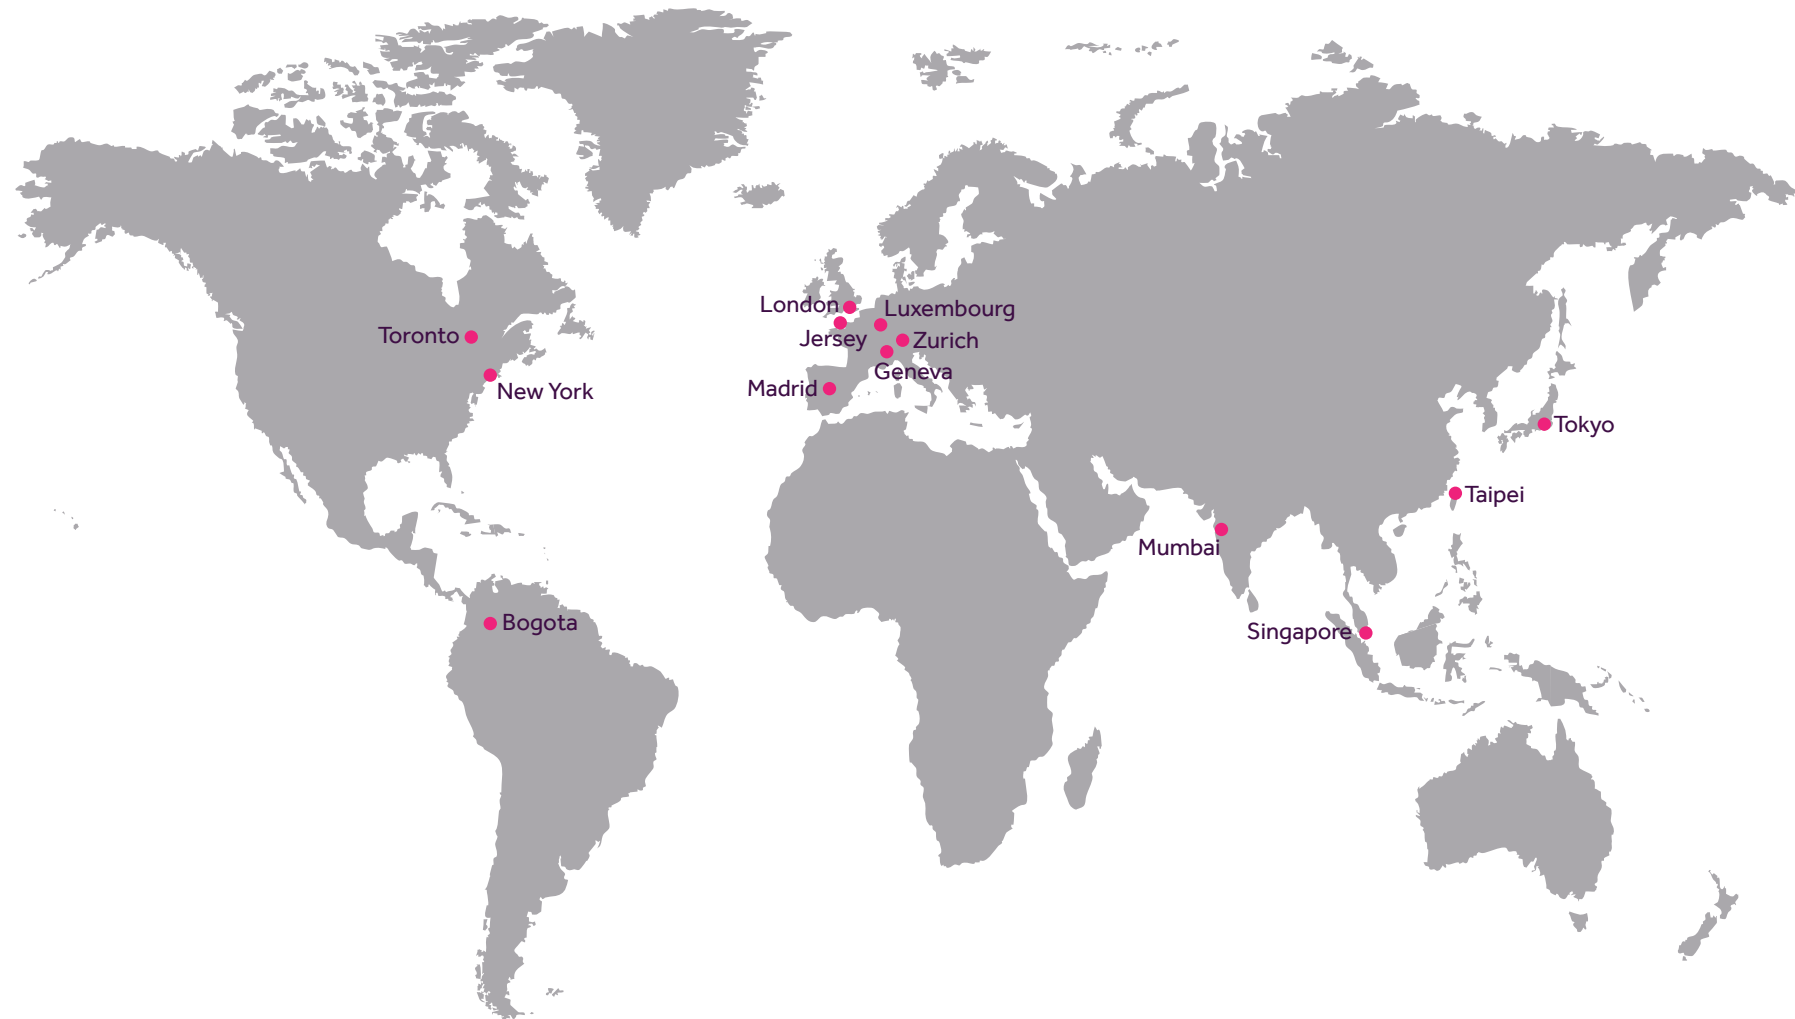 London
Luxembourg
Toronto
Jersey
Zurich
Geneva
New York
Madrid
Tokyo
Taipei
Mumbai
Bogota
Singapore